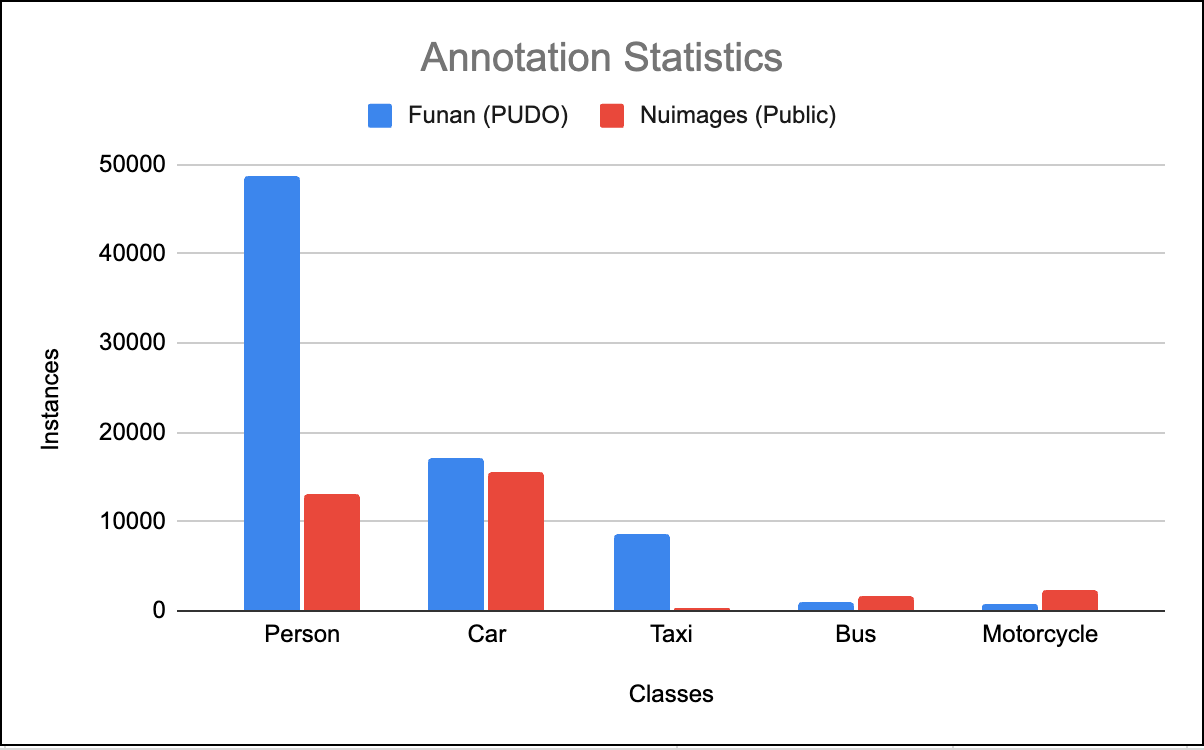 Annotation Statistics
Funan (PUDO) Nuimages (Public)
50000
40000
30000
20000
10000
0
Instances
Person Car Taxi Bus Motorcycle
Classes